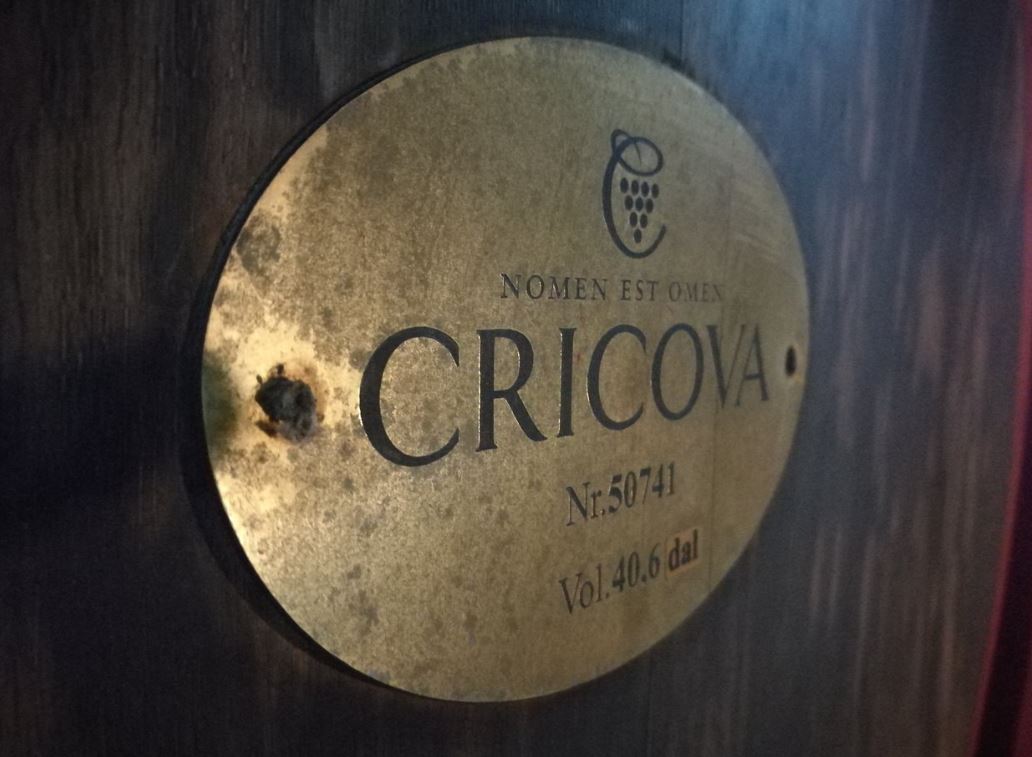 NOMEN EST OMEN
CRICOVA
Nr.50741
Vol.40.6 dal